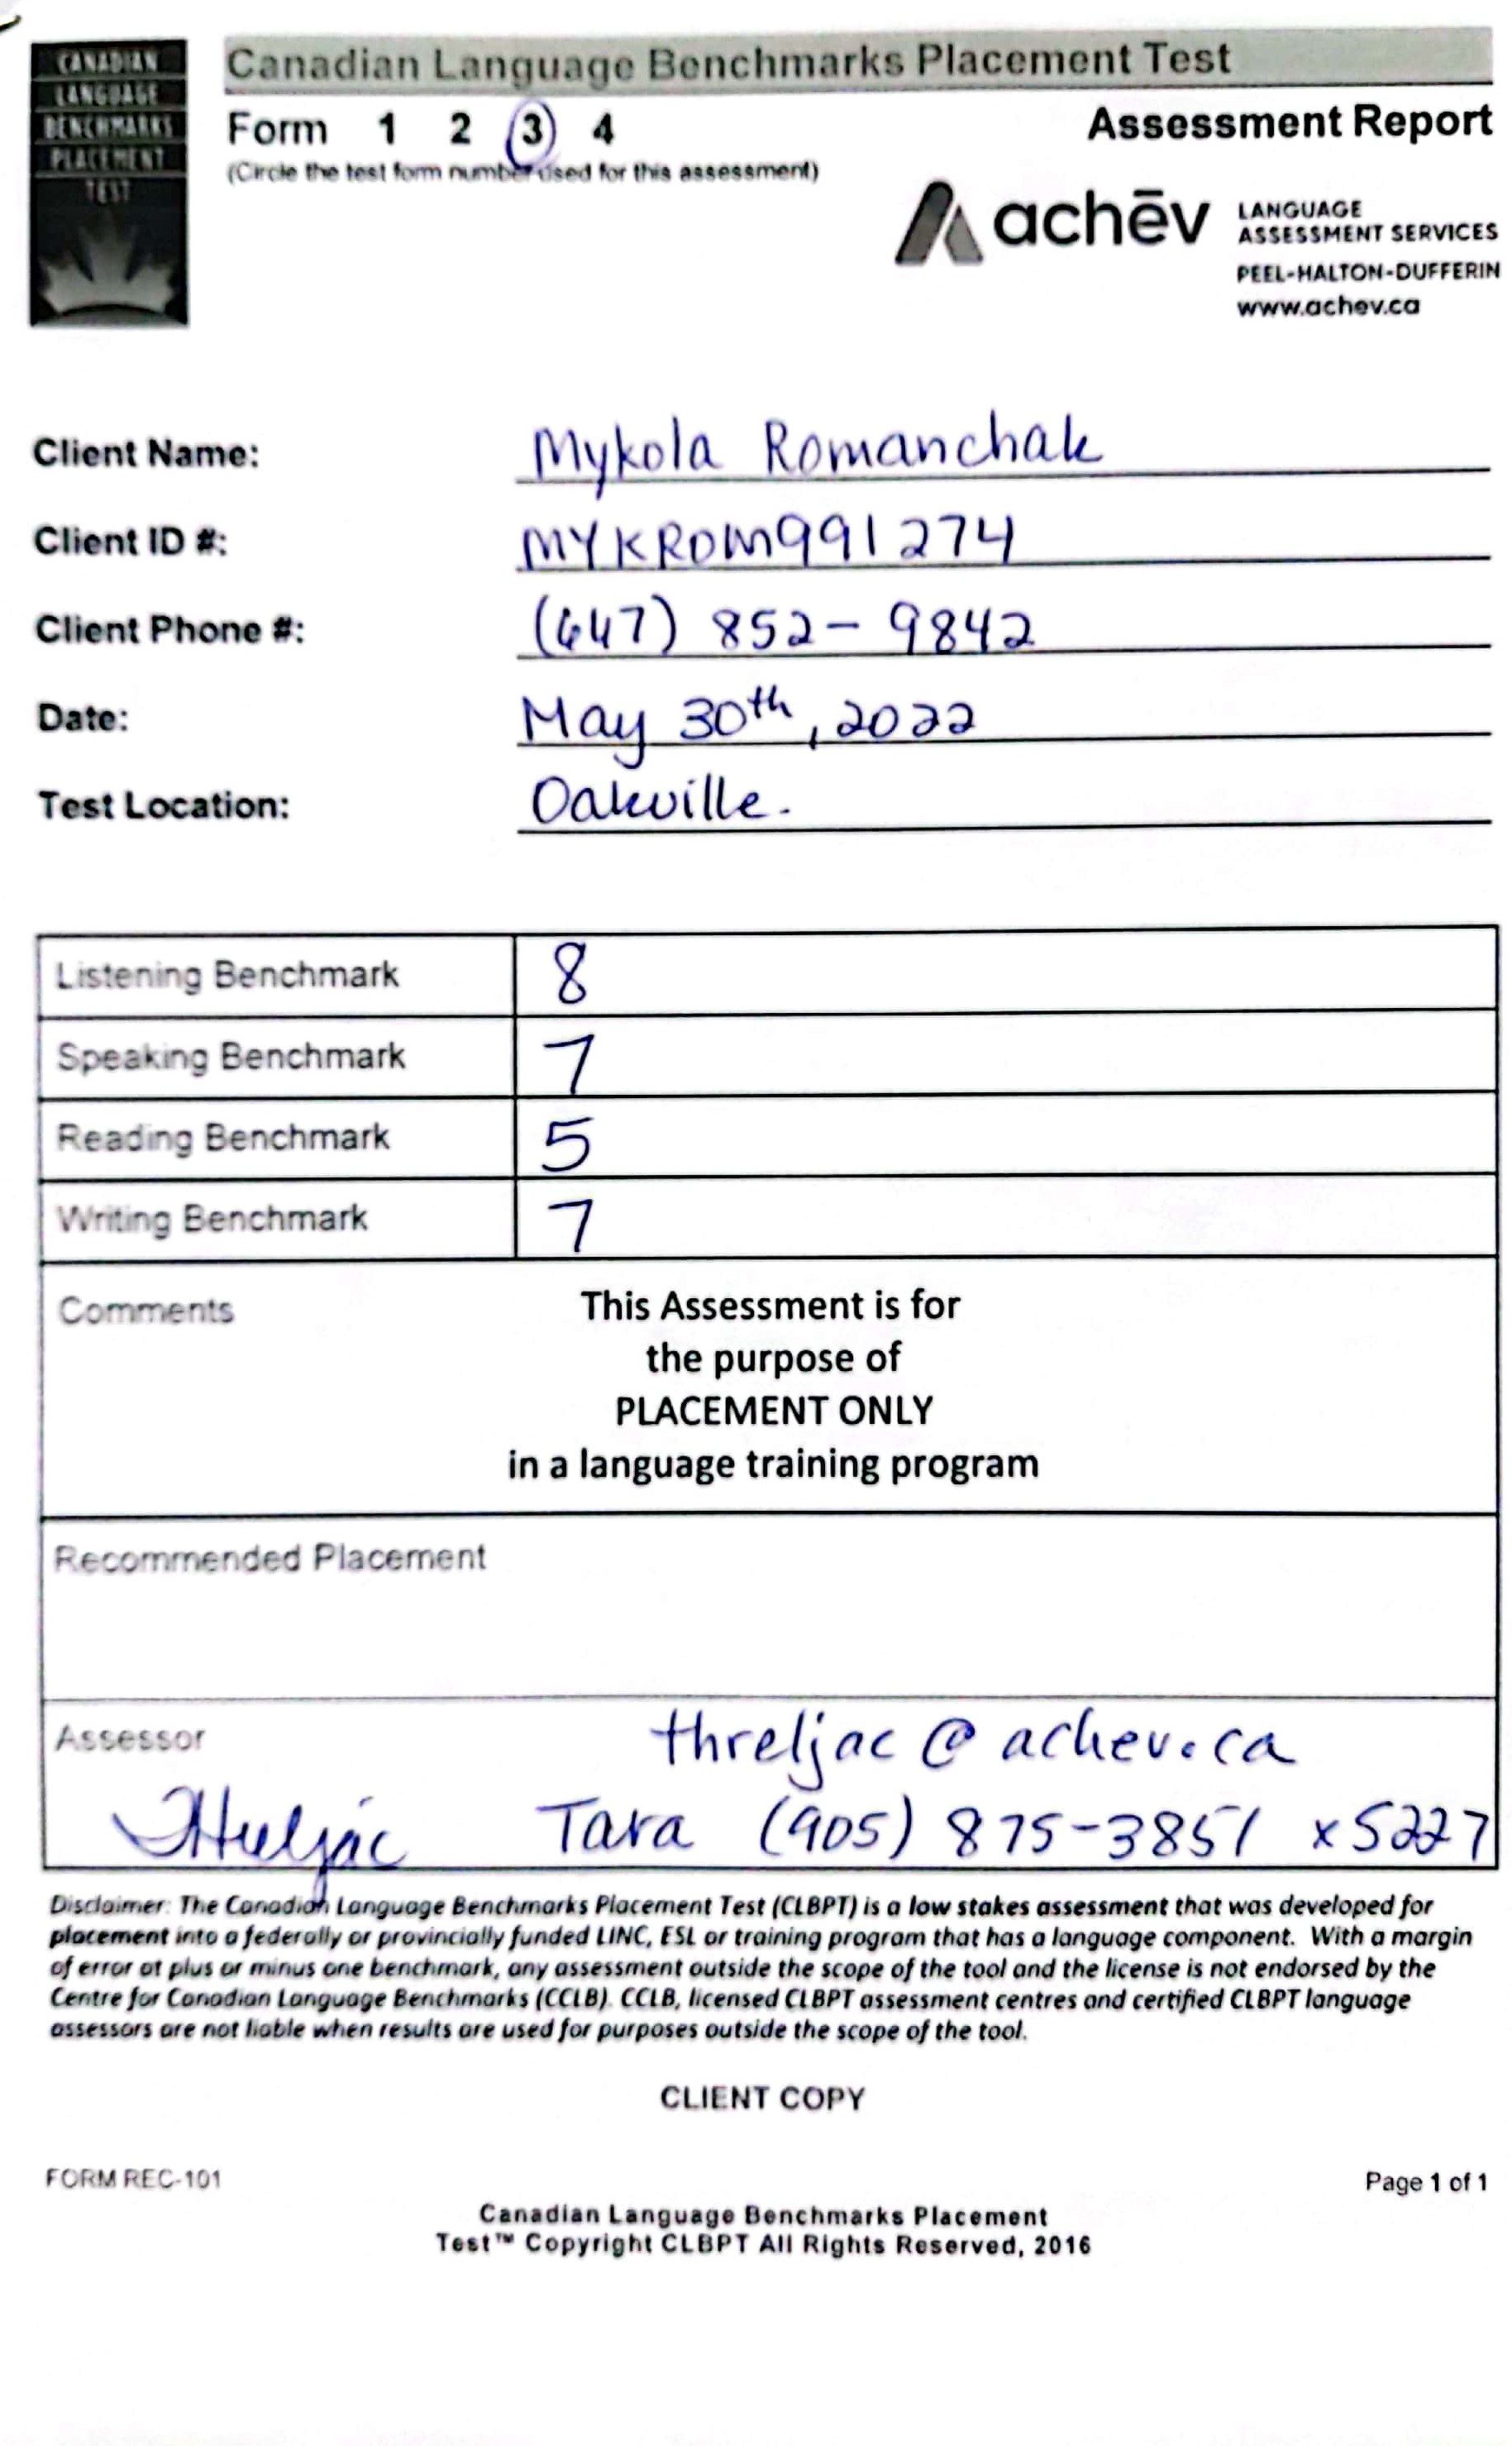 CANADIAN
LANGUAGE
BENCHMARKS
PLACEMENT
TEST
Canadian Language Benchmarks Placement Test
Form 1 2 3 4
(Circle the test form number used for this assessment)
Assessment Report
achēv
LANGUAGE
ASSESSMENT SERVICES
PEEL-HALTON-DUFFERIN
www.achev.ca
Client Name: Mykola Romanchak
Client ID #: MYKROM991274
Client Phone #: (647) 852-9842
Date: May 30th, 2022
Test Location: Oakville.
Listening Benchmark 8
Speaking Benchmark 7
Reading Benchmark 5
Writing Benchmark 7
Comments This Assessment is for
the purpose of
PLACEMENT ONLY
in a language training program
Recommended Placement
Assessor threljac@achev.ca
THreljac Tara (905) 875-3851 x5227
Disclaimer: The Canadian Language Benchmarks Placement Test (CLBPT) is a low stakes assessment that was developed for
placement into a federally or provincially funded LINC, ESL or training program that has a language component. With a margin
of error at plus or minus one benchmark, any assessment outside the scope of the tool and the license is not endorsed by the
Centre for Canadian Language Benchmarks (CCLB). CCLB, licensed CLBPT assessment centres and certified CLBPT language
assessors are not liable when results are used for purposes outside the scope of the tool.
CLIENT COPY
FORM REC-101
Page 1 of 1
Canadian Language Benchmarks Placement
Test™ Copyright CLBPT All Rights Reserved, 2016